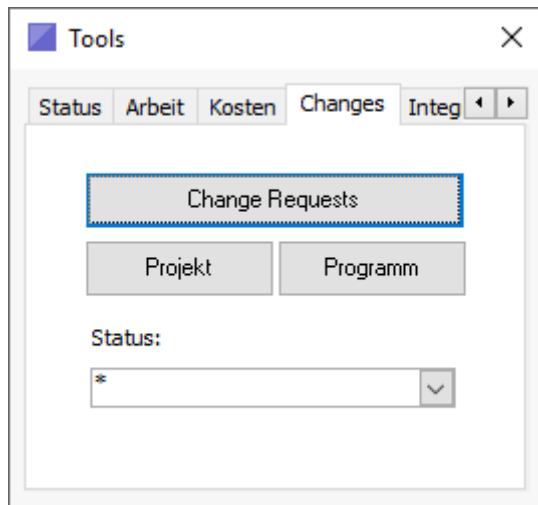 Tools
Status Arbeit Kosten Changes Integ
Change Requests
Projekt Programm
Status:
*